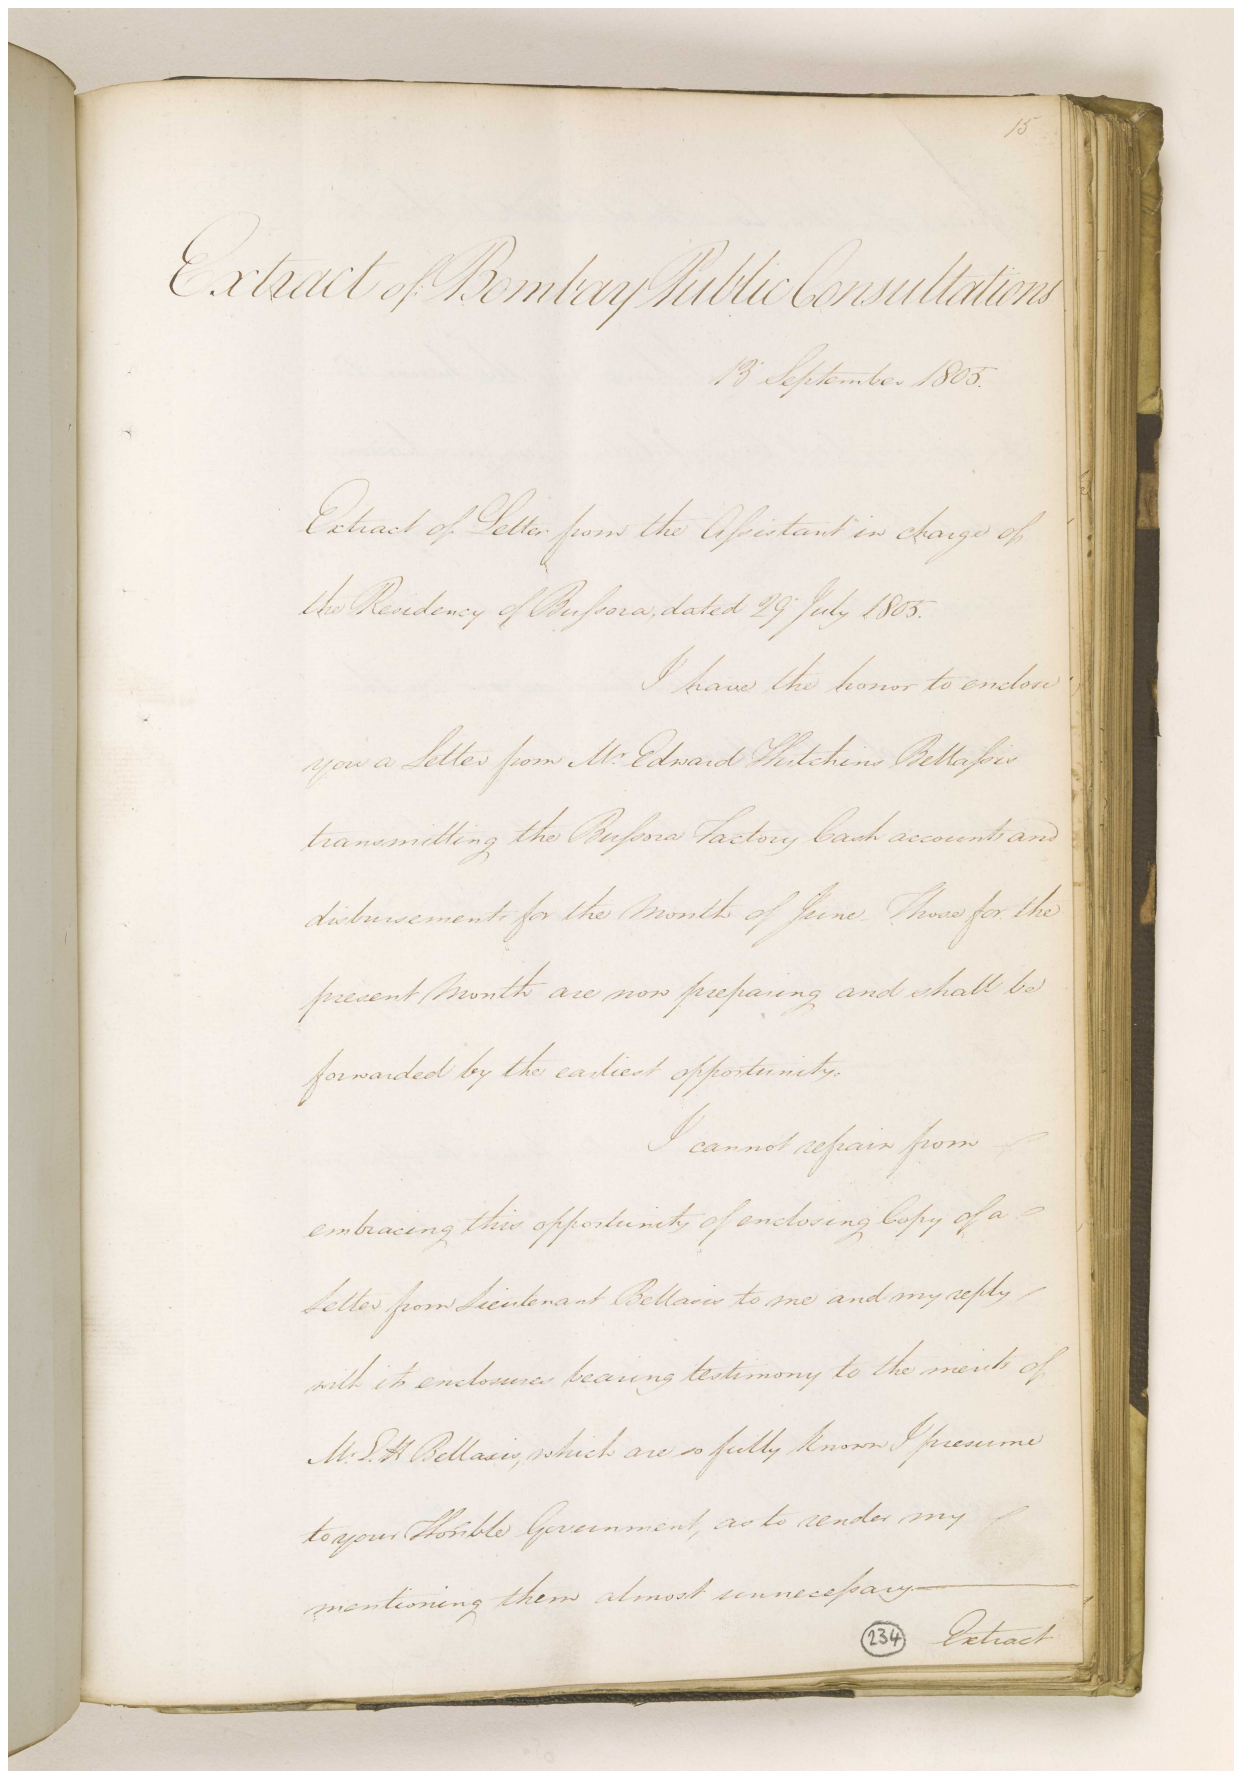 15
Extract of Bombay Public Consultations
13 September 1805.
Extract of Letter from the Assistant in charge of
the Residency of Bussora, dated 29 July 1805.
I have the honor to enclose
you a Letter from Mr. Edward Hutchins Bellassis
transmitting the Bussora Factory Cash accounts and
disbursements for the Month of June. Those for the
present Month are now preparing and shall be
forwarded by the earliest opportunity.
I cannot refrain from
embracing this opportunity of enclosing Copy of a
Letter from Lieutenant Bellasis to me and my reply
with its enclosures bearing testimony to the merits of
Mr. E. H Bellasis, which are so fully known I presume
to your Honble Government, as to render my
mentioning them almost unnecessary
234 Extract